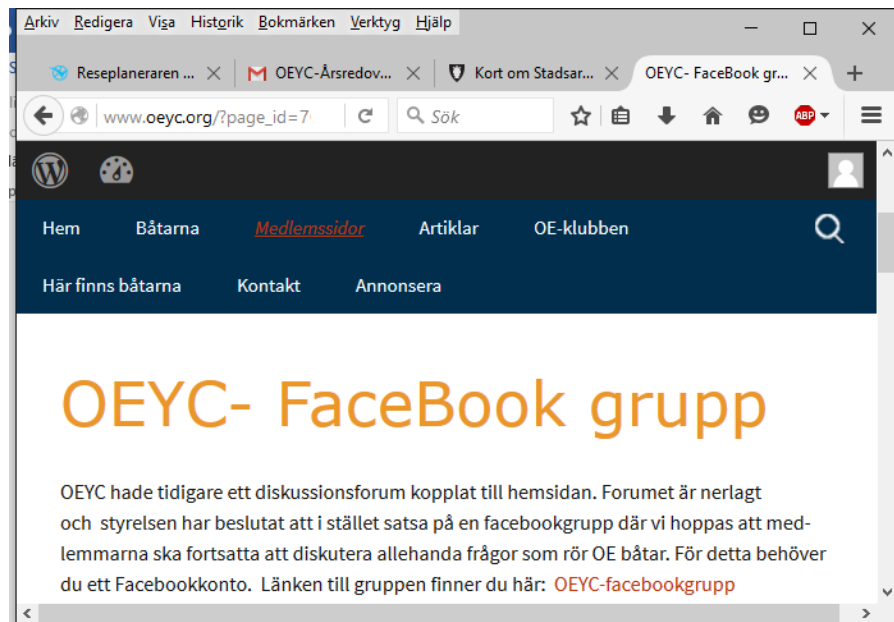 Arkiv Redigera Visa Historik Bokmärken Verktyg Hjälp
Reseplaneraren ... OEYC-Årsredov... Kort om Stadsar... OEYC- FaceBook gr...
www.oeyc.org/?page_id=7 Sök ABP
Hem Båtarna Medlemssidor Artiklar OE-klubben
Här finns båtarna Kontakt Annonsera
OEYC- FaceBook grupp
OEYC hade tidigare ett diskussionsforum kopplat till hemsidan. Forumet är nerlagt
och styrelsen har beslutat att i stället satsa på en facebookgrupp där vi hoppas att med-
lemmarna ska fortsatta att diskutera allehanda frågor som rör OE båtar. För detta behöver
du ett Facebookkonto. Länken till gruppen finner du här: OEYC-facebookgrupp